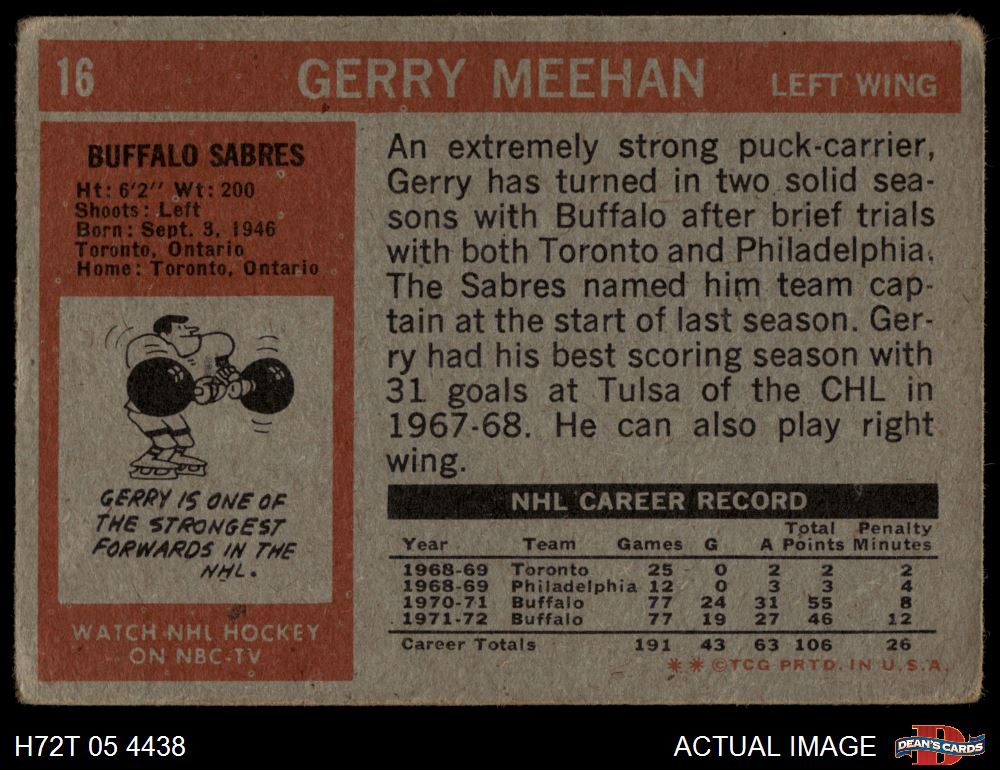 16 GERRY MEEHAN LEFT WING
BUFFALO SABRES
Ht: 6'2" Wt: 200
Shoots: Left
Born: Sept. 3, 1946
Toronto, Ontario
Home: Toronto, Ontario
GERRY IS ONE OF
THE STRONGEST
FORWARDS IN THE
NHL.
WATCH NHL HOCKEY
ON NBC-TV
An extremely strong puck-carrier,
Gerry has turned in two solid sea-
sons with Buffalo after brief trials
with both Toronto and Philadelphia.
The Sabres named him team cap-
tain at the start of last season. Ger-
ry had his best scoring season with
31 goals at Tulsa of the CHL in
1967-68. He can also play right
wing.
NHL CAREER RECORD
Year Team Games G A Total Points Penalty Minutes
1968-69 Toronto 25 0 2 2 2
1968-69 Philadelphia 12 0 3 3 4
1970-71 Buffalo 77 24 31 55 8
1971-72 Buffalo 77 19 27 46 12
Career Totals 191 43 63 106 26
* * ©TCG PRTD. IN U.S.A.
H72T 05 4438 ACTUAL IMAGE DEAN'S CARDS